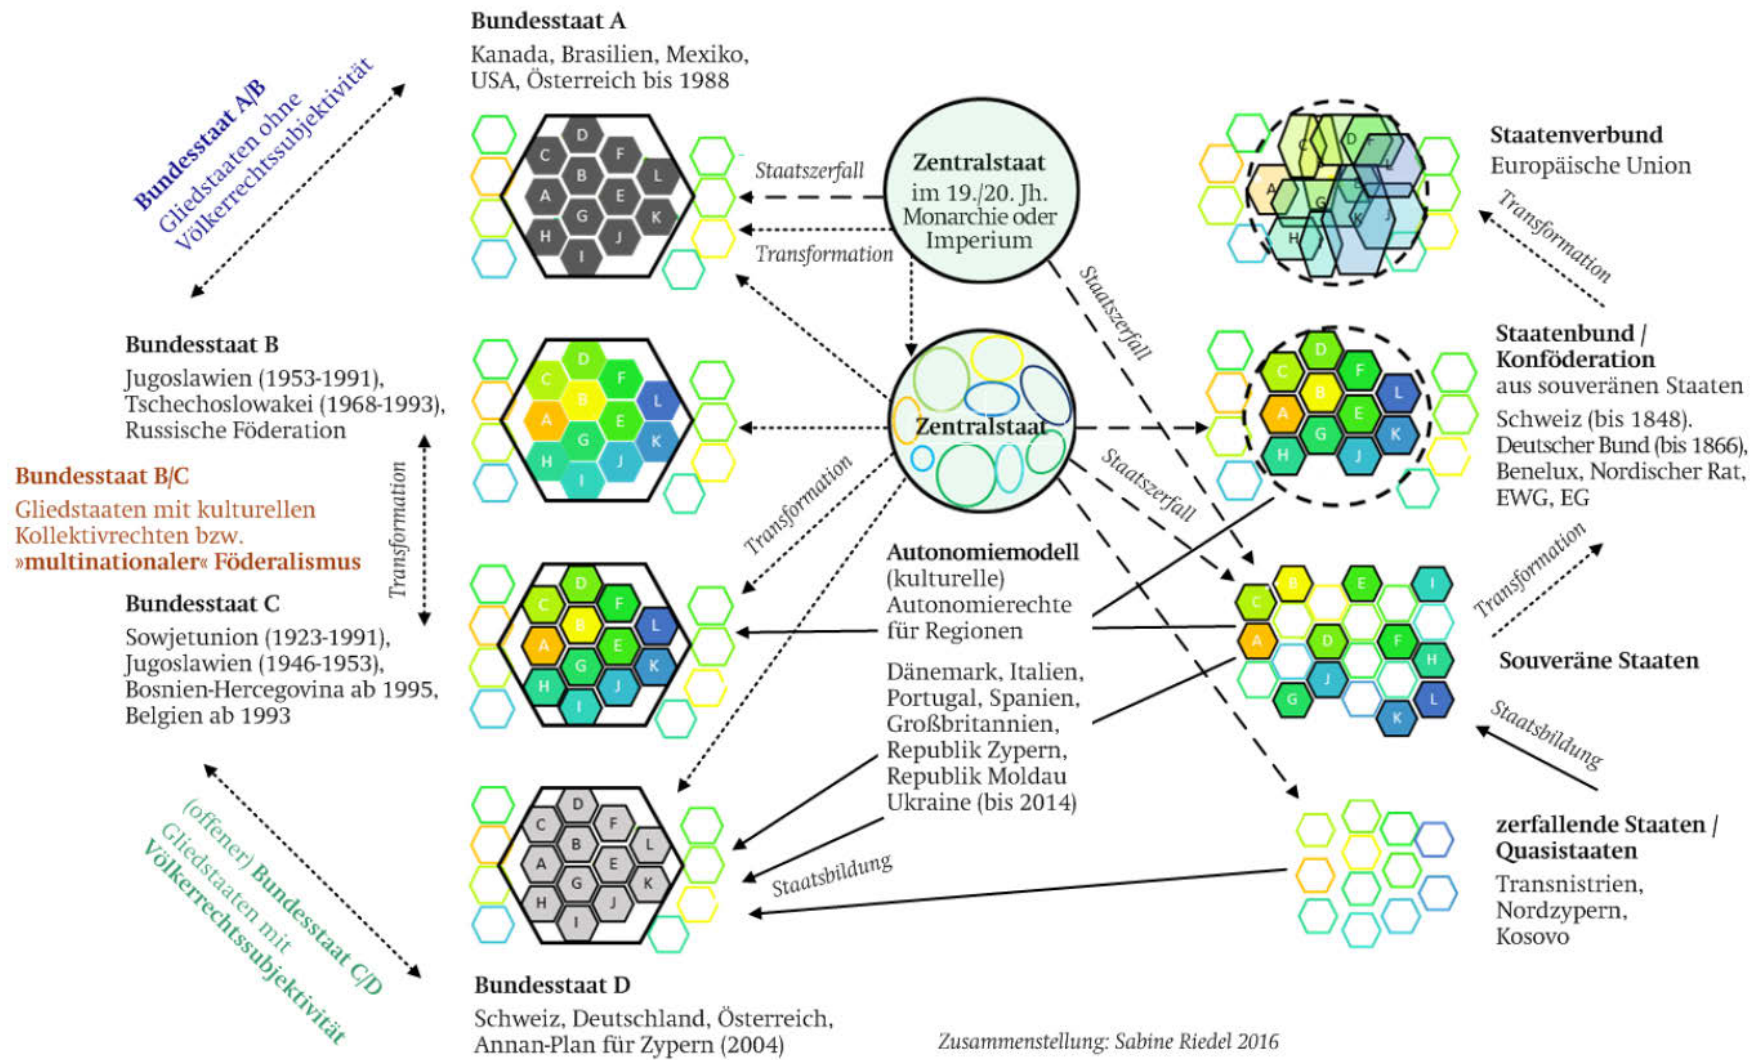 Bundesstaat A
Kanada, Brasilien, Mexiko,
USA, Österreich bis 1988
Bundesstaat A/B
Gliedstaaten ohne
Völkerrechtssubjektivität
D
C
F
B
L
A
E
G
K
H
J
I
Staatszerfall
Transformation
Zentralstaat
im 19./20. Jh.
Monarchie oder
Imperium
Staatszerfall
C
D
F
L
A
B
G
K
J
H
I
Staatenverbund
Europäische Union
Transformation
Bundesstaat B
Jugoslawien (1953-1991),
Tschechoslowakei (1968-1993),
Russische Föderation
D
C
F
B
L
A
E
G
K
H
J
I
Zentralstaat
D
C
F
B
L
A
E
G
K
H
J
Staatenbund /
Konföderation
aus souveränen Staaten
Schweiz (bis 1848).
Deutscher Bund (bis 1866),
Benelux, Nordischer Rat,
EWG, EG
Bundesstaat B/C
Gliedstaaten mit kulturellen
Kollektivrechten bzw.
»multinationaler« Föderalismus
Transformation
Transformation
Staatszerfall
Transformation
Bundesstaat C
Sowjetunion (1923-1991),
Jugoslawien (1946-1953),
Bosnien-Hercegovina ab 1995,
Belgien ab 1993
D
C
F
B
L
A
E
G
K
H
J
I
Autonomiemodell
(kulturelle)
Autonomierechte
für Regionen
Dänemark, Italien,
Portugal, Spanien,
Großbritannien,
Republik Zypern,
Republik Moldau
Ukraine (bis 2014)
B
E
I
C
A
D
F
H
J
G
L
K
Souveräne Staaten
Staatsbildung
(offener) Bundesstaat C/D
Gliedstaaten mit
Völkerrechtssubjektivität
D
C
F
B
L
A
E
G
K
H
J
I
Staatsbildung
zerfallende Staaten /
Quasistaaten
Transnistrien,
Nordzypern,
Kosovo
Bundesstaat D
Schweiz, Deutschland, Österreich,
Annan-Plan für Zypern (2004)
Zusammenstellung: Sabine Riedel 2016